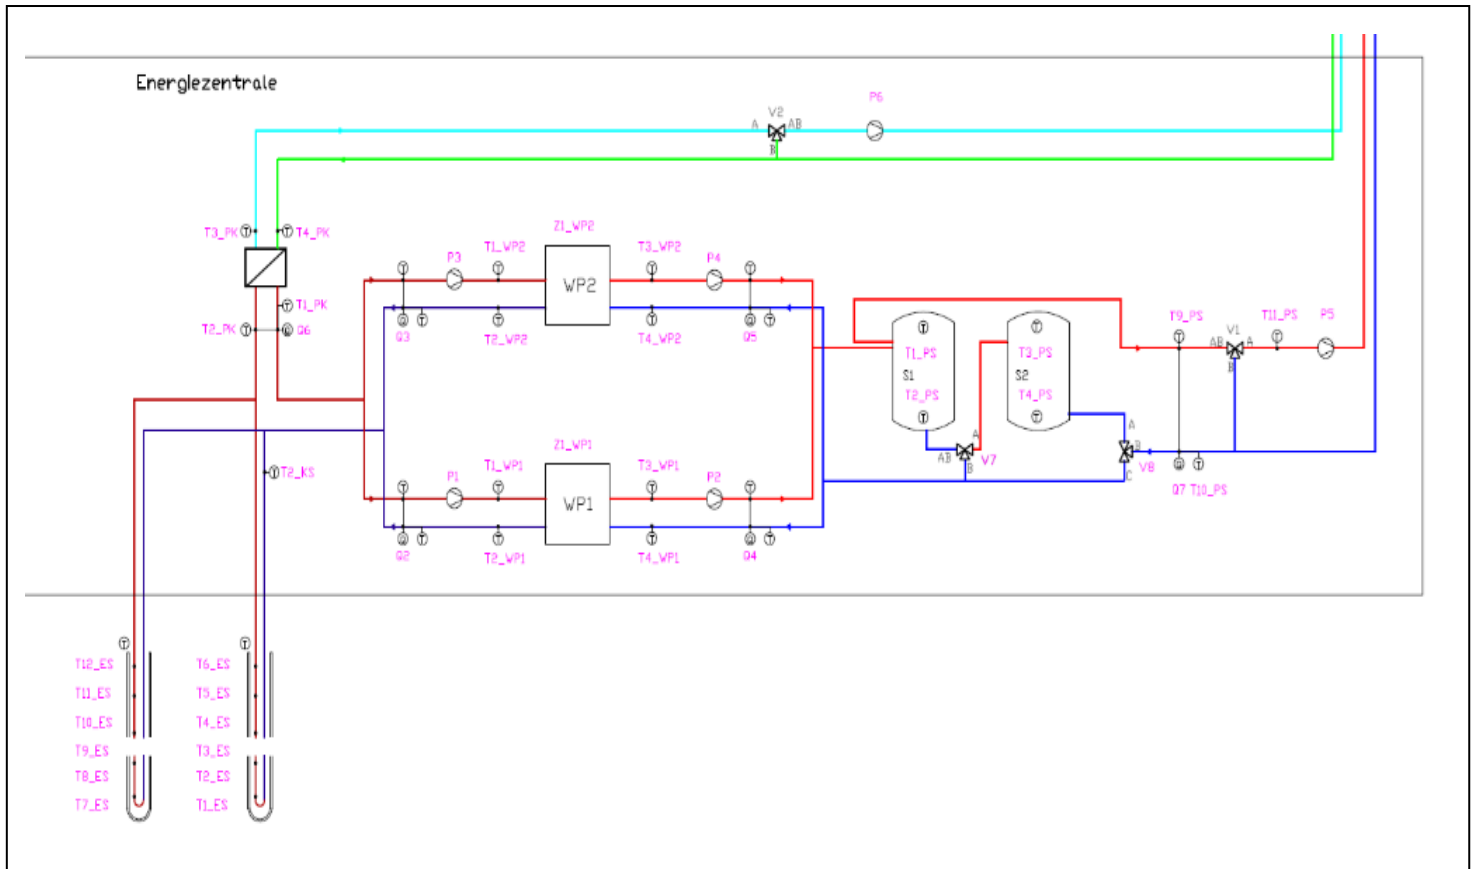 Energiezentrale
P6
V2
A AB
B
T3_PK T T T4_PK
Z1_WP2
T1_WP2 T3_WP2
P3 P4
T T T T
WP2
T T1_PK
T2_PK T Q Q6
Q T T T Q T
Q3 T2_WP2 T4_WP2 Q5
T9_PS V1 T11_PS P5
T T
AB A
B
T T
T1_PS T3_PS
S1 S2
T2_PS T4_PS
T T
A A
AB V7 B V8
B C
Q T
Q7 T10_PS
Z1_WP1
T1_WP1 T3_WP1
P1 P2
T T2_KS
T T T T
WP1
Q T T T Q T
Q2 T2_WP1 T4_WP1 Q4
T T
T12_ES T6_ES
T11_ES T5_ES
T10_ES T4_ES
T9_ES T3_ES
T8_ES T2_ES
T7_ES T1_ES